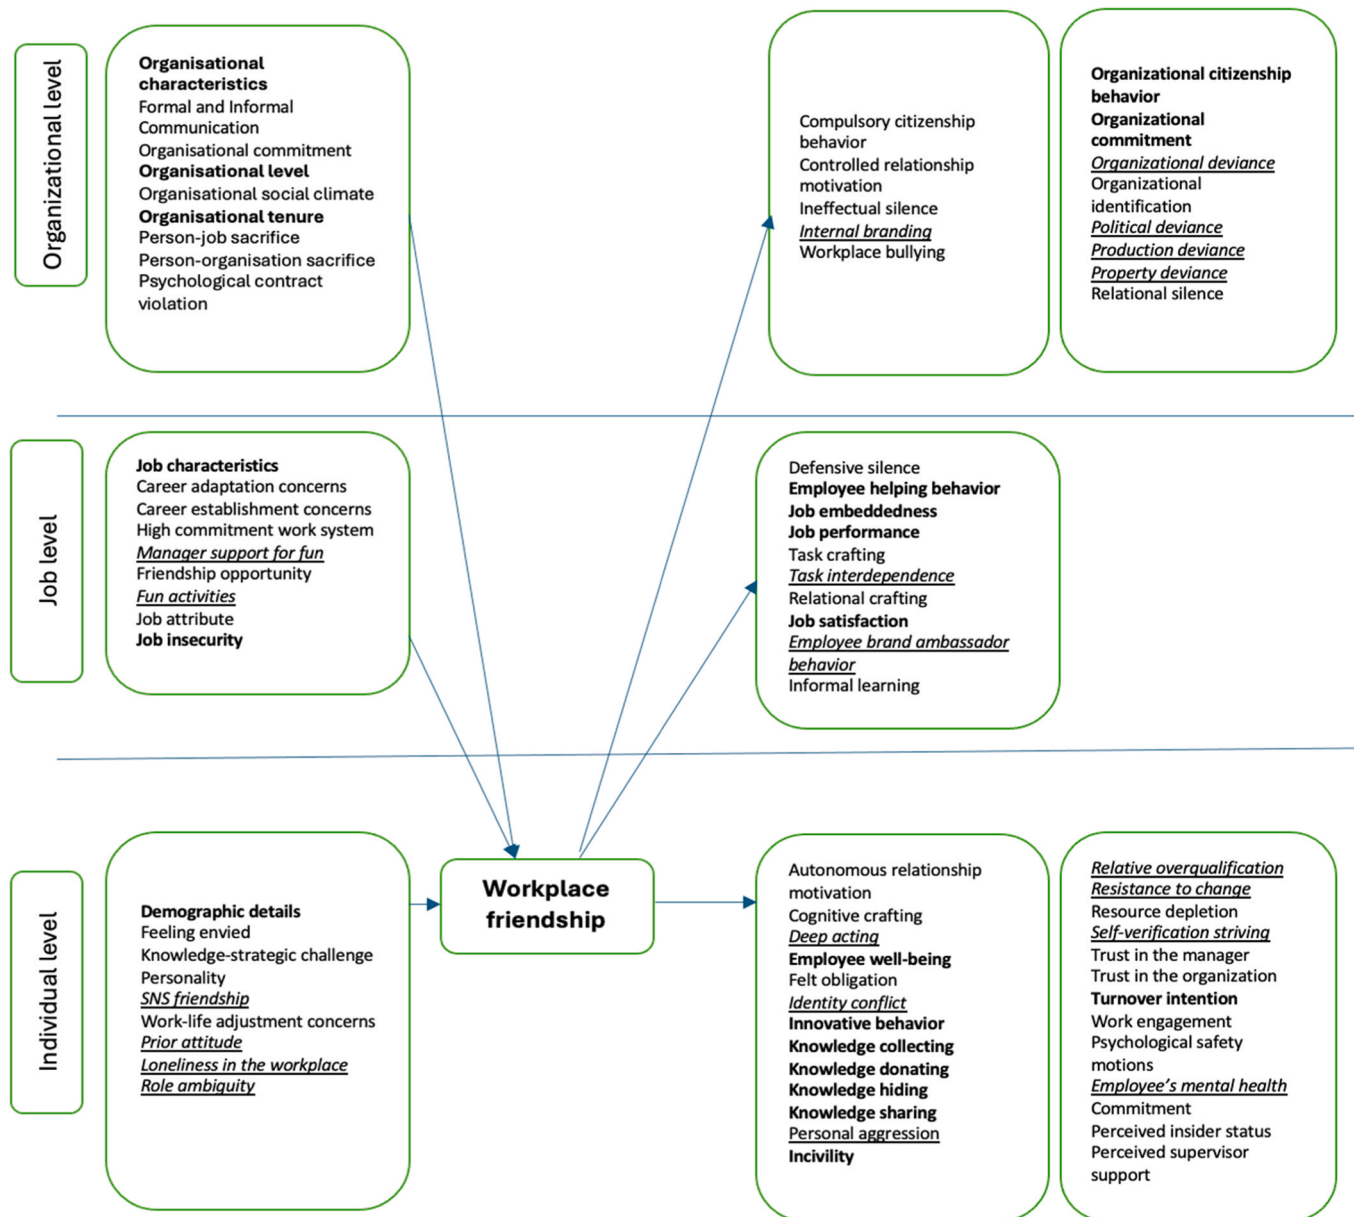 Organizational level
Organisational
characteristics
Formal and Informal
Communication
Organisational commitment
Organisational level
Organisational social climate
Organisational tenure
Person-job sacrifice
Person-organisation sacrifice
Psychological contract
violation
Compulsory citizenship
behavior
Controlled relationship
motivation
Ineffectual silence
Internal branding
Workplace bullying
Organizational citizenship
behavior
Organizational
commitment
Organizational deviance
Organizational
identification
Political deviance
Production deviance
Property deviance
Relational silence
Job level
Job characteristics
Career adaptation concerns
Career establishment concerns
High commitment work system
Manager support for fun
Friendship opportunity
Fun activities
Job attribute
Job insecurity
Defensive silence
Employee helping behavior
Job embeddedness
Job performance
Task crafting
Task interdependence
Relational crafting
Job satisfaction
Employee brand ambassador
behavior
Informal learning
Individual level
Demographic details
Feeling envied
Knowledge-strategic challenge
Personality
SNS friendship
Work-life adjustment concerns
Prior attitude
Loneliness in the workplace
Role ambiguity
Workplace
friendship
Autonomous relationship
motivation
Cognitive crafting
Deep acting
Employee well-being
Felt obligation
Identity conflict
Innovative behavior
Knowledge collecting
Knowledge donating
Knowledge hiding
Knowledge sharing
Personal aggression
Incivility
Relative overqualification
Resistance to change
Resource depletion
Self-verification striving
Trust in the manager
Trust in the organization
Turnover intention
Work engagement
Psychological safety
motions
Employee's mental health
Commitment
Perceived insider status
Perceived supervisor
support